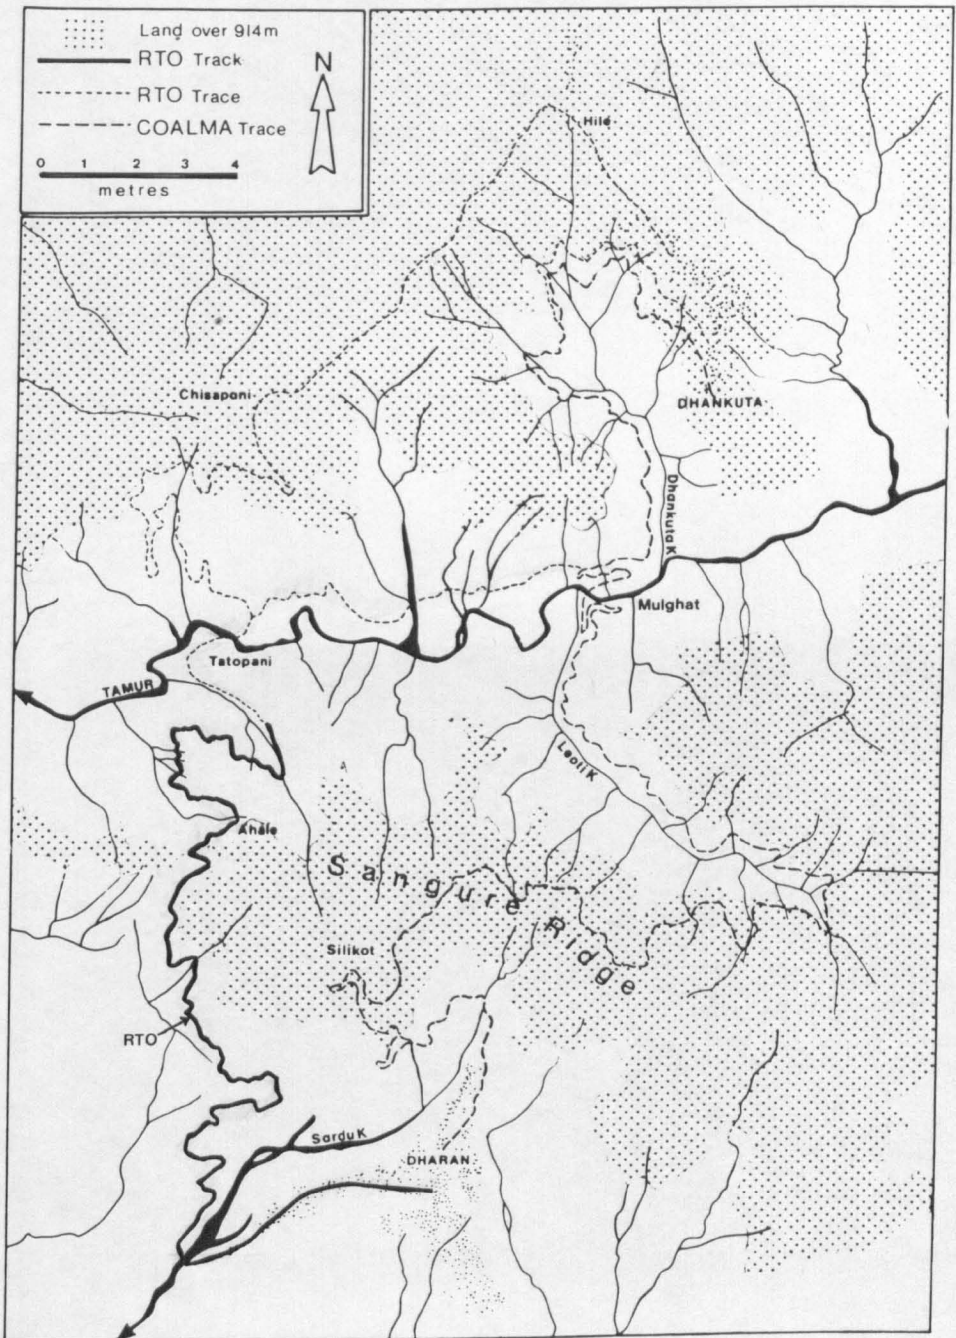 Land over 914m
RTO Track
RTO Trace
COALMA Trace
N
0 1 2 3 4
metres
Hile
Chisaponi
DHANKUTA
Dhankuta K
Mulghat
Tatopani
TAMUR
Leoti K
Ahale
Sangure Ridge
Silikot
RTO
Sardu K
DHARAN